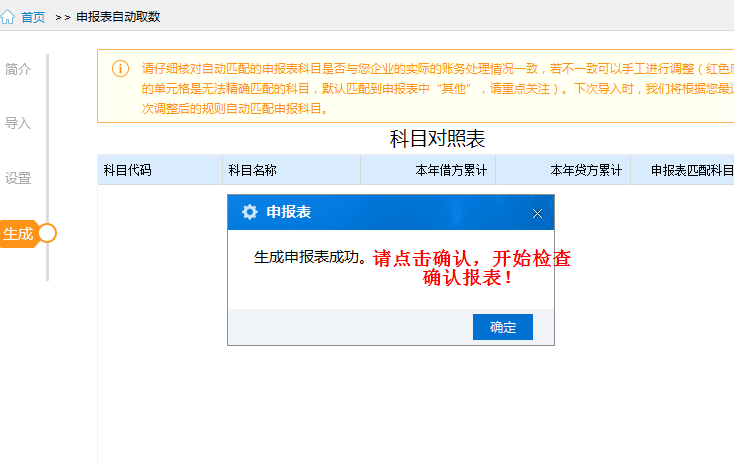 首页 >> 申报表自动取数
简介
导入
设置
生成
请仔细核对自动匹配的申报表科目是否与您企业的实际的账务处理情况一致，若不一致可以手工进行调整（红色
的单元格是无法精确匹配的科目，默认匹配到申报表中“其他”，请重点关注）。下次导入时，我们将根据您最
次调整后的规则自动匹配申报科目。
科目对照表
科目代码 科目名称 本年借方累计 本年贷方累计 申报表匹配科目
申报表
生成申报表成功。
请点击确认，开始检查
确认报表！
确定